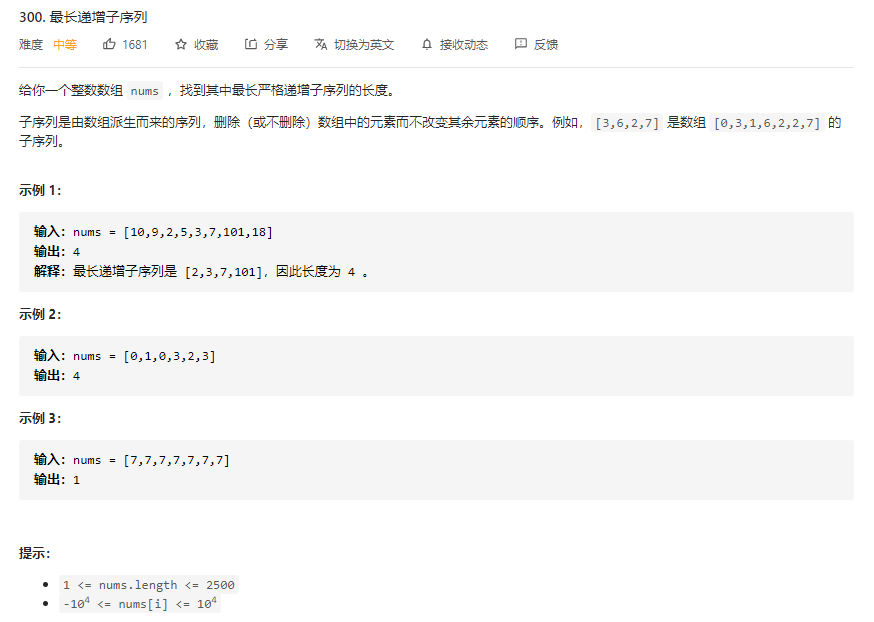 300. 最长递增子序列
难度 中等 1681 收藏 分享 切换为英文 接收动态 反馈
给你一个整数数组 nums ，找到其中最长严格递增子序列的长度。
子序列是由数组派生而来的序列，删除（或不删除）数组中的元素而不改变其余元素的顺序。例如，[3,6,2,7] 是数组 [0,3,1,6,2,2,7] 的
子序列。
示例 1：
输入：nums = [10,9,2,5,3,7,101,18]
输出：4
解释：最长递增子序列是 [2,3,7,101]，因此长度为 4 。
示例 2：
输入：nums = [0,1,0,3,2,3]
输出：4
示例 3：
输入：nums = [7,7,7,7,7,7,7]
输出：1
提示：
• 1 <= nums.length <= 2500
• -10⁴ <= nums[i] <= 10⁴